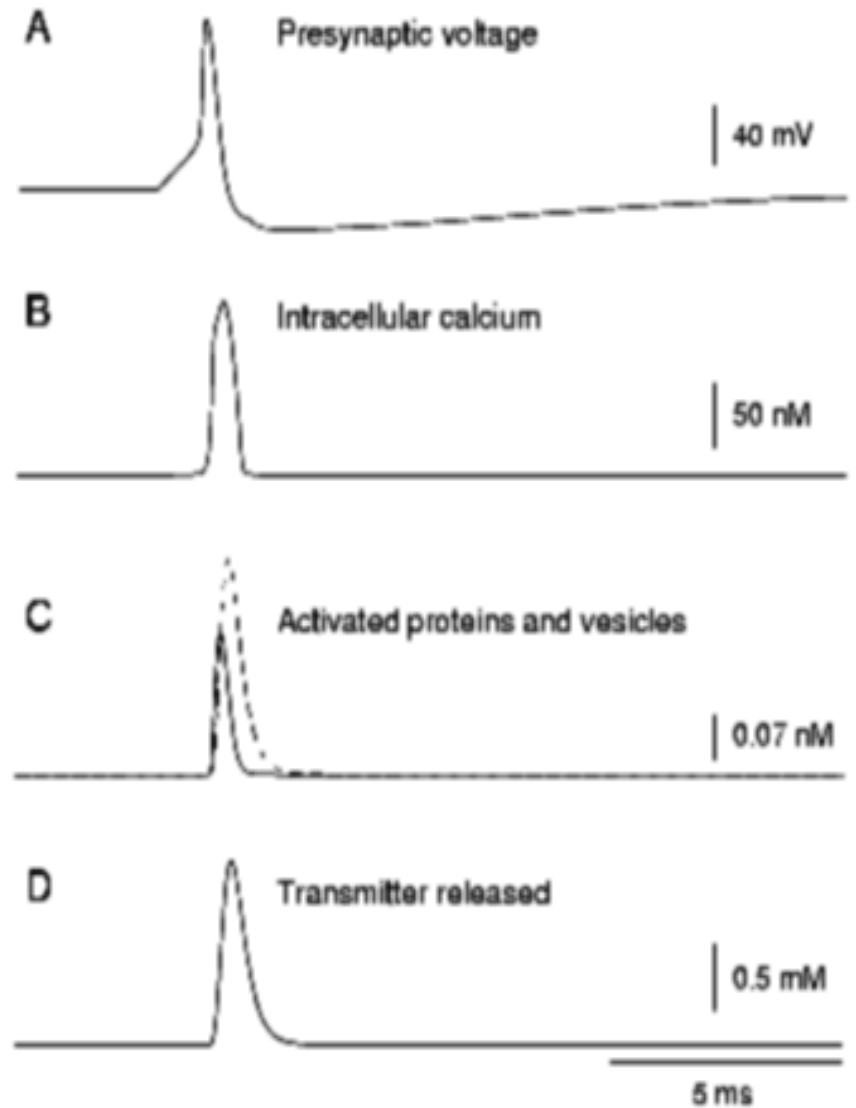 A
Presynaptic voltage
40 mV
B
Intracellular calcium
50 nM
C
Activated proteins and vesicles
0.07 nM
D
Transmitter released
0.5 mM
5 ms